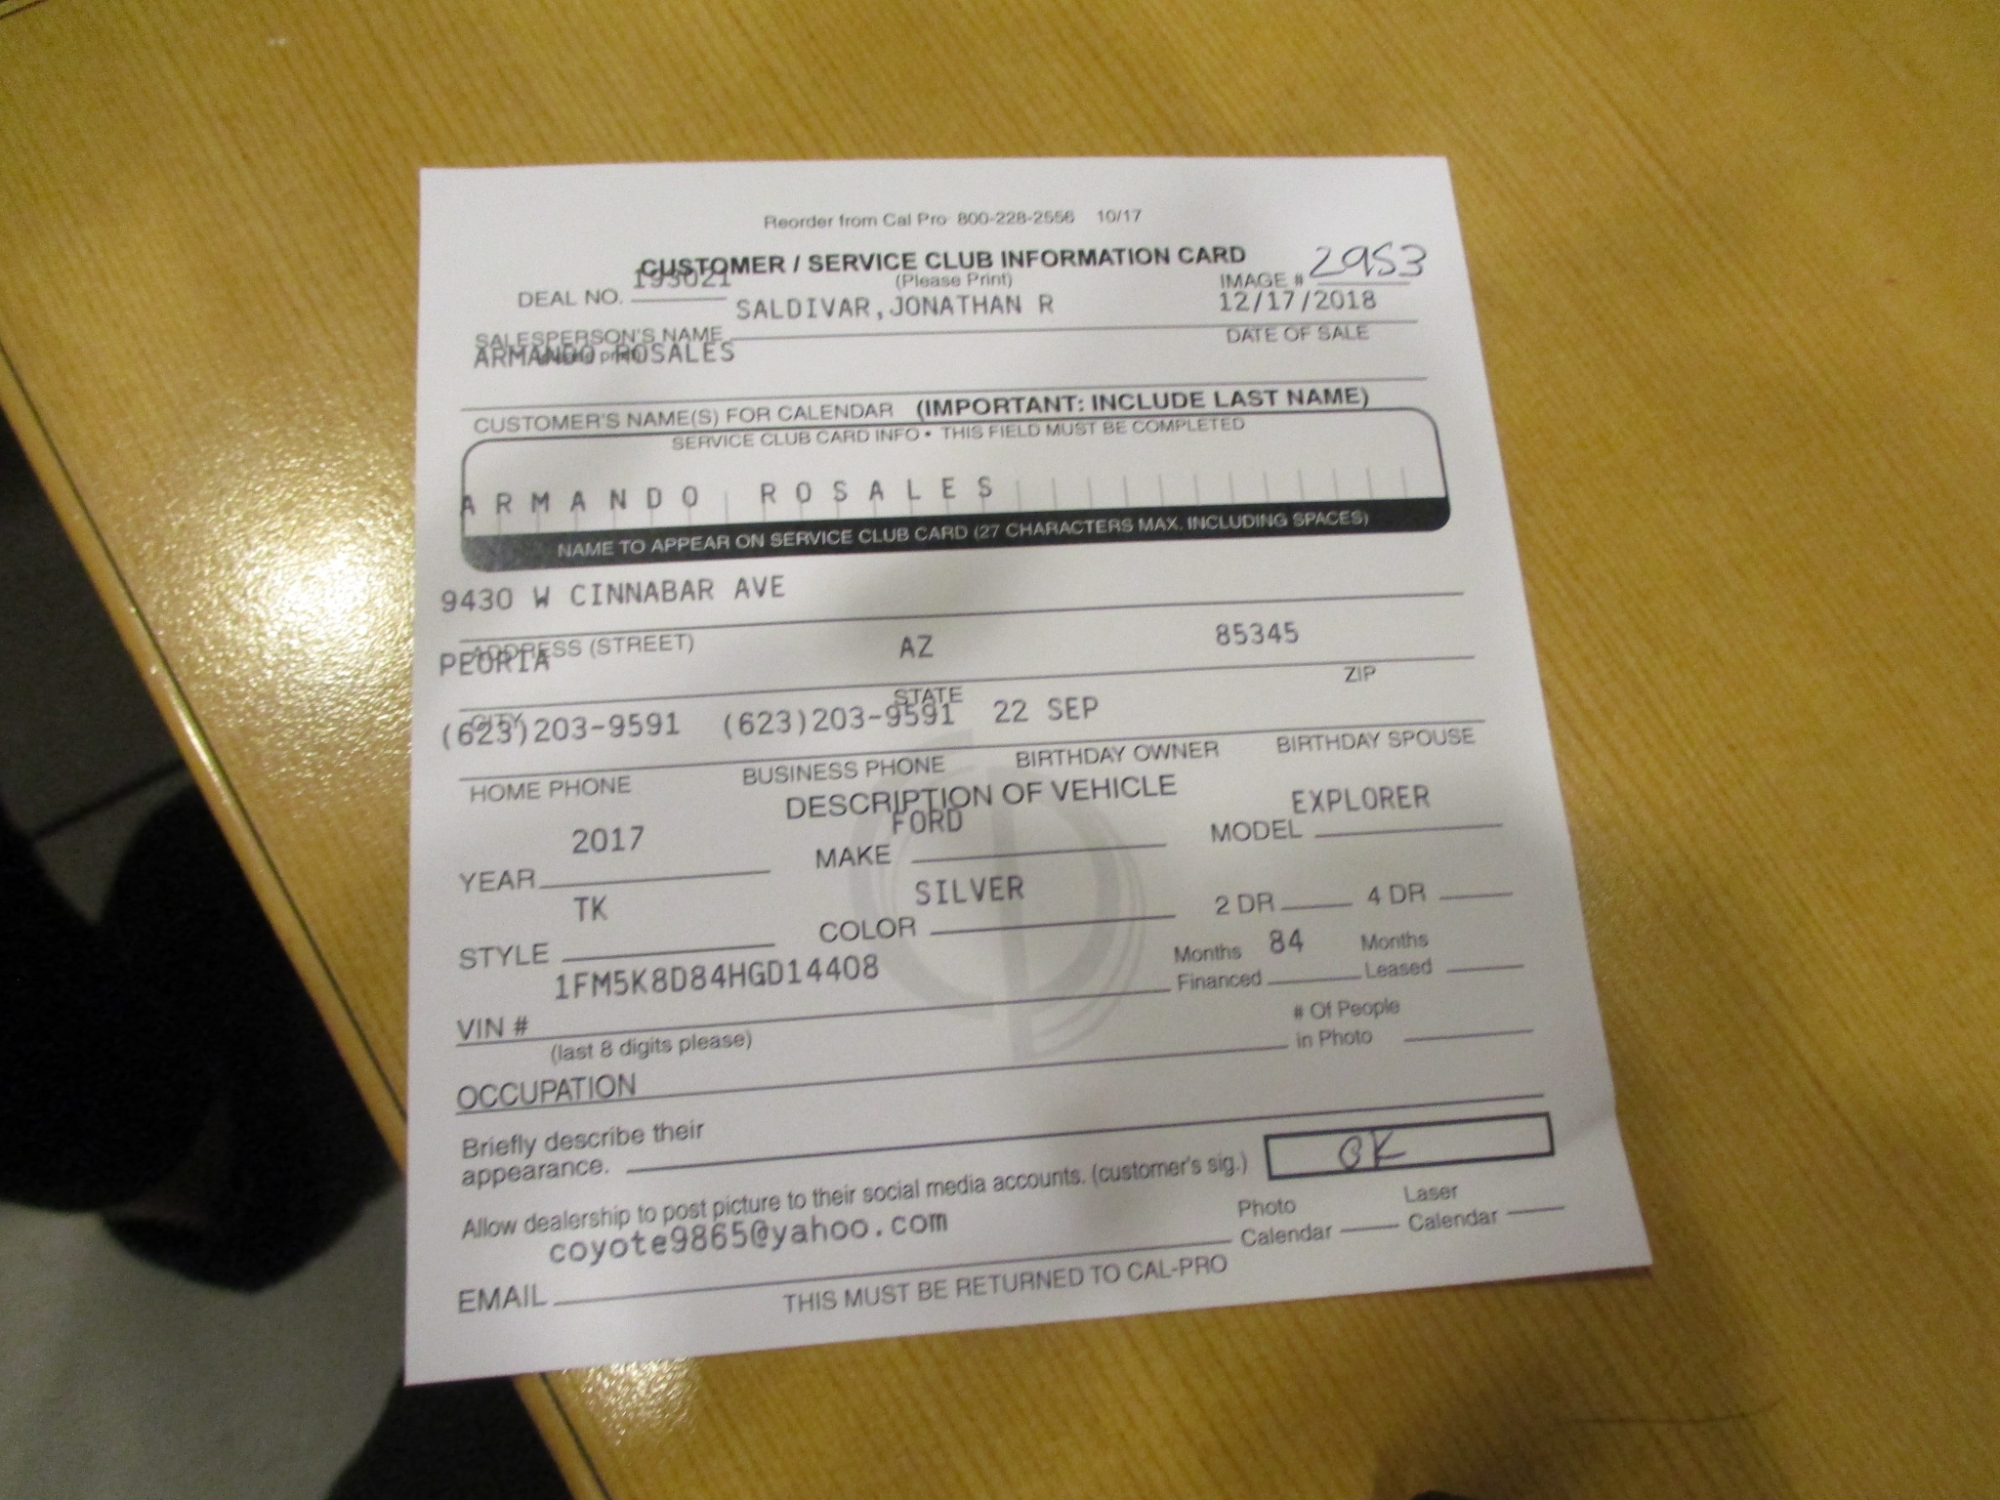 Reorder from Cal Pro 800-228-2556 10/17
CUSTOMER / SERVICE CLUB INFORMATION CARD
(Please Print)
IMAGE # 2953
DEAL NO. 193021
SALDIVAR,JONATHAN R 12/17/2018
SALESPERSON'S NAME DATE OF SALE
ARMANDO ROSALES
CUSTOMER'S NAME(S) FOR CALENDAR (IMPORTANT: INCLUDE LAST NAME)
SERVICE CLUB CARD INFO • THIS FIELD MUST BE COMPLETED
ARMANDO ROSALES
NAME TO APPEAR ON SERVICE CLUB CARD (27 CHARACTERS MAX. INCLUDING SPACES)
9430 W CINNABAR AVE
ADDRESS (STREET)
PEORIA AZ 85345
CITY STATE ZIP
(623)203-9591 (623)203-9591 22 SEP
HOME PHONE BUSINESS PHONE BIRTHDAY OWNER BIRTHDAY SPOUSE
DESCRIPTION OF VEHICLE
2017 FORD EXPLORER
YEAR MAKE MODEL
TK SILVER
STYLE COLOR 2 DR 4 DR
1FM5K8D84HGD14408 Months 84 Months
Financed Leased
VIN #
(last 8 digits please)
# Of People
in Photo
OCCUPATION
Briefly describe their
appearance.
Allow dealership to post picture to their social media accounts. (customer's sig.) OK
coyote9865@yahoo.com
Photo Laser
Calendar Calendar
EMAIL
THIS MUST BE RETURNED TO CAL-PRO